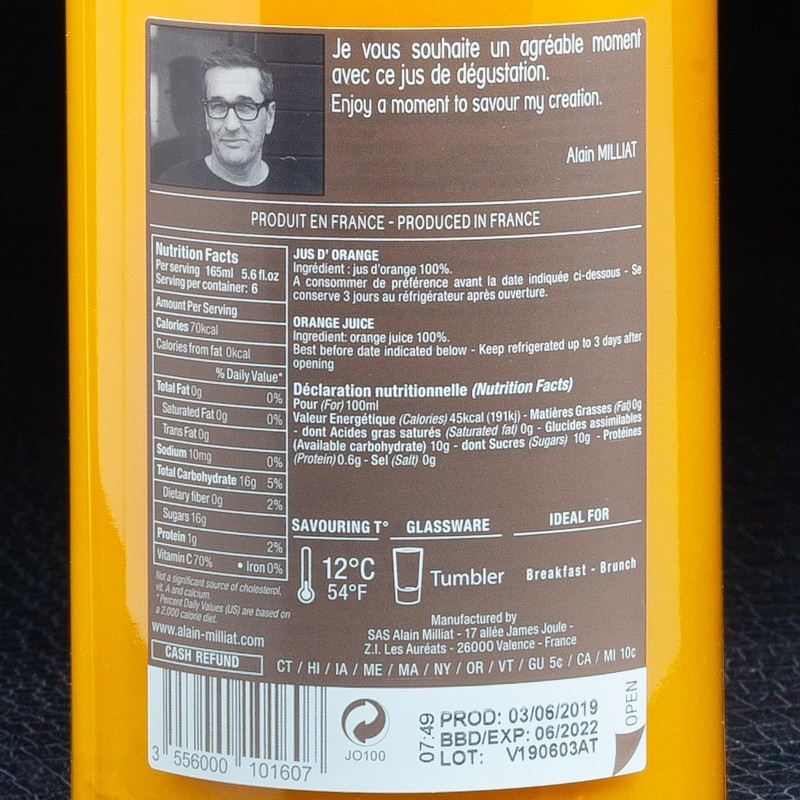 Je vous souhaite un agréable moment
avec ce jus de dégustation.
Enjoy a moment to savour my creation.
Alain MILLIAT
PRODUIT EN FRANCE - PRODUCED IN FRANCE
Nutrition Facts
Per serving 165ml 5.6 fl.oz
Serving per container: 6
Amount Per Serving
Calories 70kcal
Calories from fat 0kcal
% Daily Value*
Total Fat 0g 0%
Saturated Fat 0g 0%
Trans Fat 0g
Sodium 10mg 0%
Total Carbohydrate 16g 5%
Dietary fiber 0g 2%
Sugars 16g
Protein 1g 2%
Vitamin C 70% • Iron 0%
Not a significant source of cholesterol,
vit. A and calcium.
* Percent Daily Values (US) are based on
a 2,000 calorie diet.
www.alain-milliat.com
CASH REFUND
JUS D' ORANGE
Ingrédient : jus d'orange 100%.
A consommer de préférence avant la date indiquée ci-dessous - Se
conserve 3 jours au réfrigérateur après ouverture.
ORANGE JUICE
Ingredient: orange juice 100%.
Best before date indicated below - Keep refrigerated up to 3 days after
opening
Déclaration nutritionnelle (Nutrition Facts)
Pour (For) 100ml
Valeur Energétique (Calories) 45kcal (191kj) - Matières Grasses (Fat) 0g
- dont Acides gras saturés (Saturated fat) 0g - Glucides assimilables
(Available carbohydrate) 10g - dont Sucres (Sugars) 10g - Protéines
(Protein) 0.6g - Sel (Salt) 0g
SAVOURING T° GLASSWARE IDEAL FOR
12°C
54°F
Tumbler
Breakfast - Brunch
Manufactured by
SAS Alain Milliat - 17 allée James Joule -
Z.I. Les Auréats - 26000 Valence - France
CT / HI / IA / ME / MA / NY / OR / VT / GU 5¢ / CA / MI 10¢
3 556000 101607
JO100
07:49
PROD: 03/06/2019
BBD/EXP: 06/2022
LOT: V190603AT
OPEN